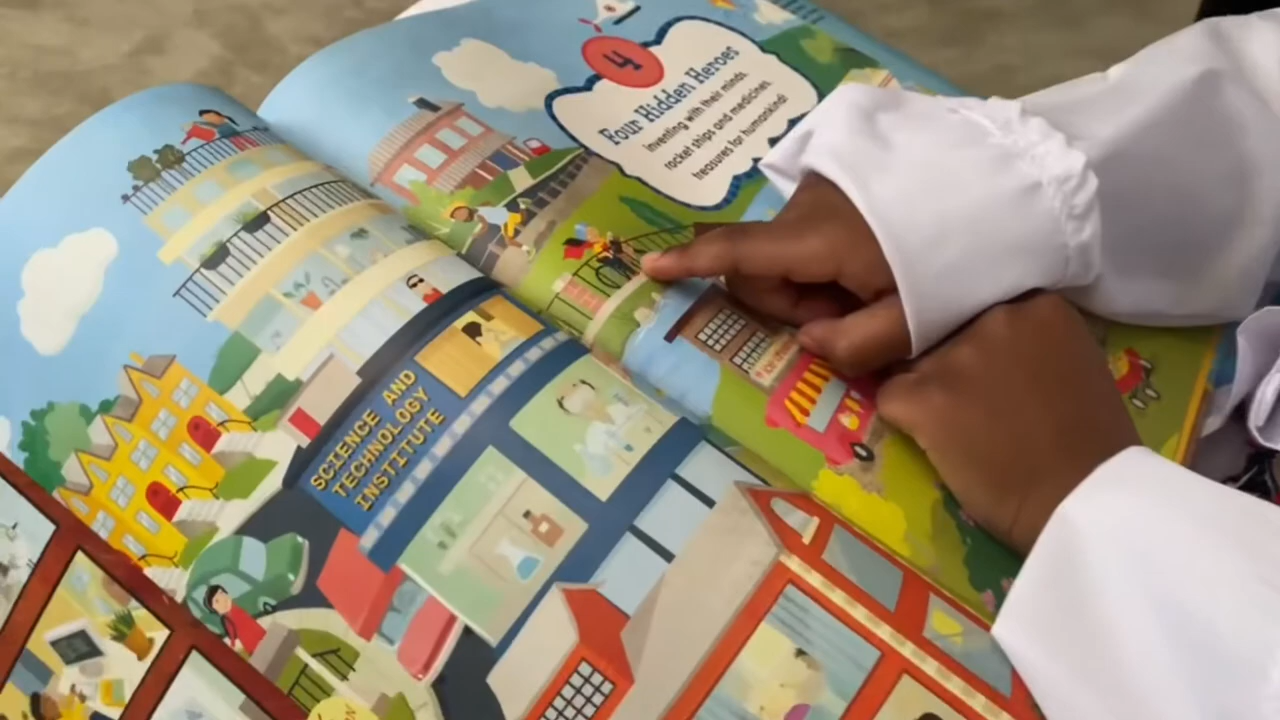 4
Four Hidden Heroes
Inventing with their minds,
rocket ships and medicines
treasures for humankind!
SCIENCE AND
TECHNOLOGY
INSTITUTE